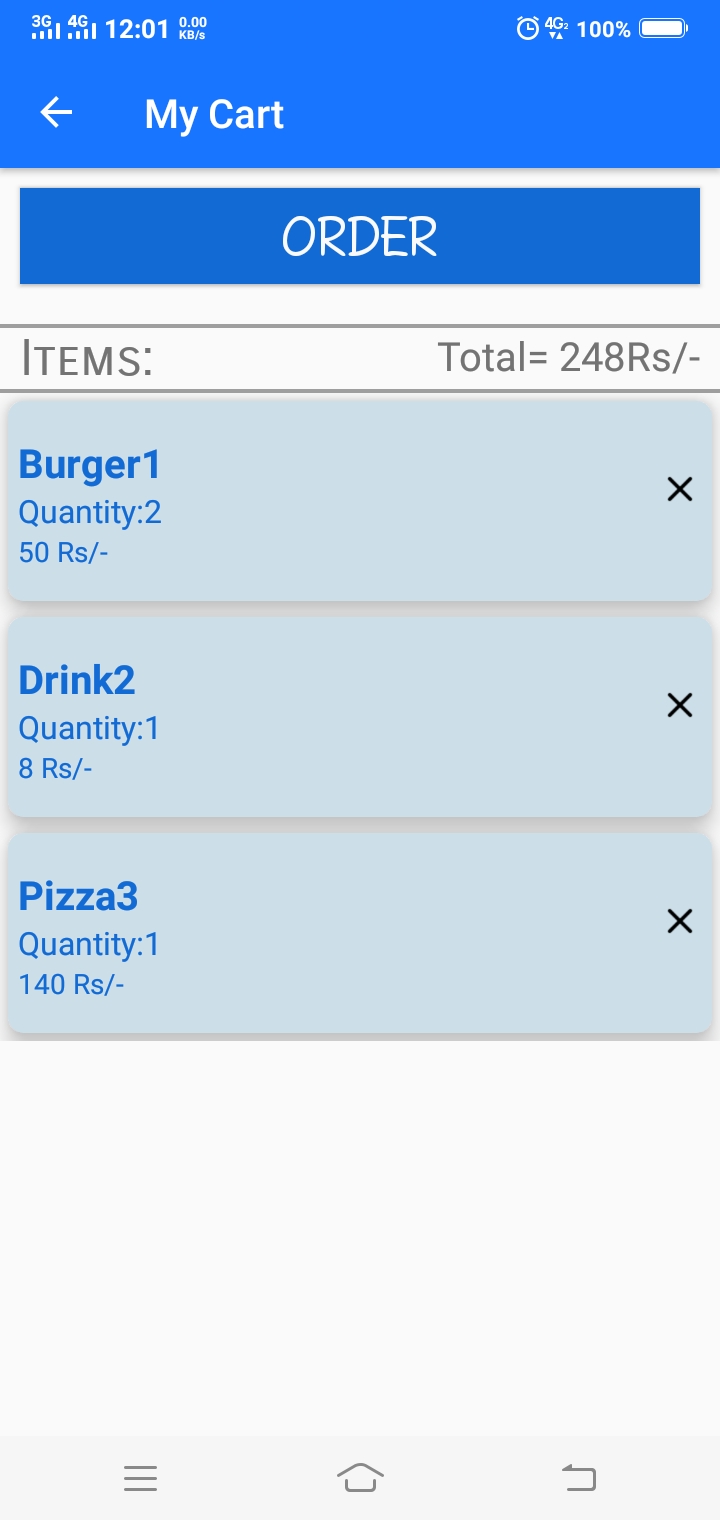 3G 4G 12:01 0.00 KB/s 4G2 100%
My Cart
ORDER
ITEMS: Total= 248Rs/-
Burger1
Quantity:2
50 Rs/-
Drink2
Quantity:1
8 Rs/-
Pizza3
Quantity:1
140 Rs/-